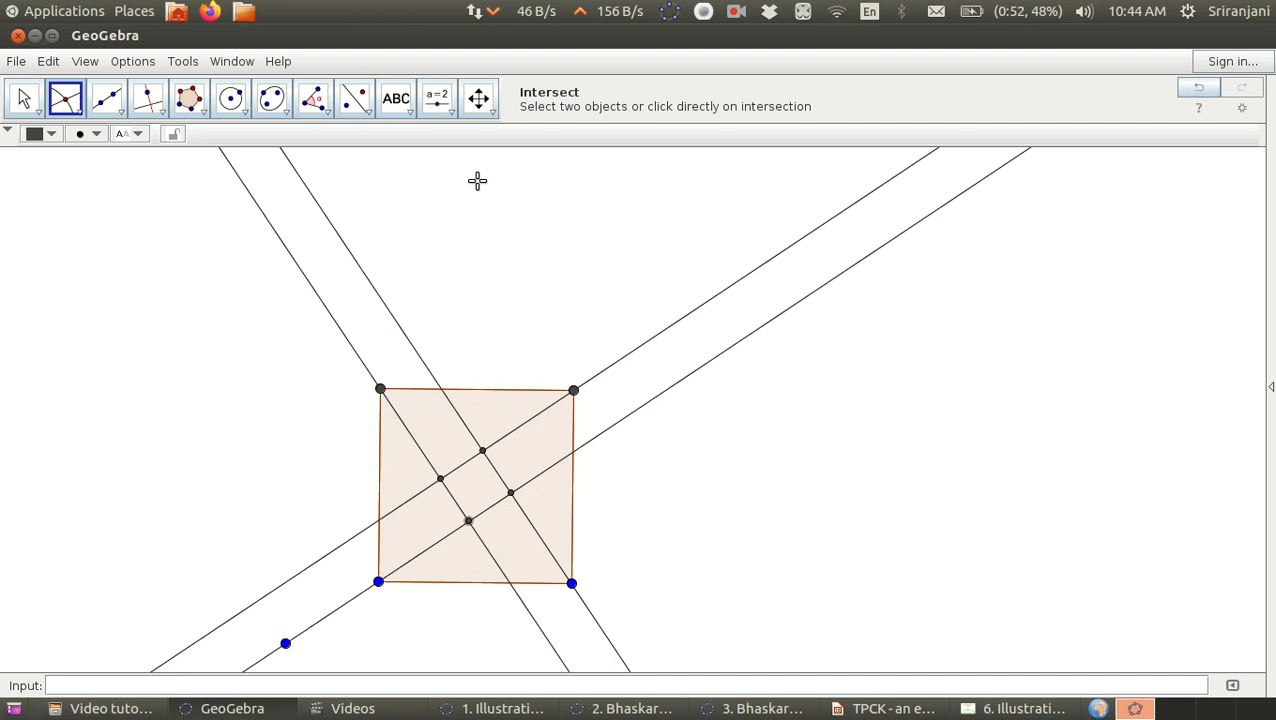 Applications Places 46 B/s 156 B/s En (0:52, 48%) 10:44 AM Sriranjani
GeoGebra
File Edit View Options Tools Window Help Sign in...
ABC a=2 Intersect
Select two objects or click directly on intersection
AA
Input:
Video tuto... GeoGebra Videos 1. Illustrati... 2. Bhaskar... 3. Bhaskar... TPCK - an e... 6. Illustratio...